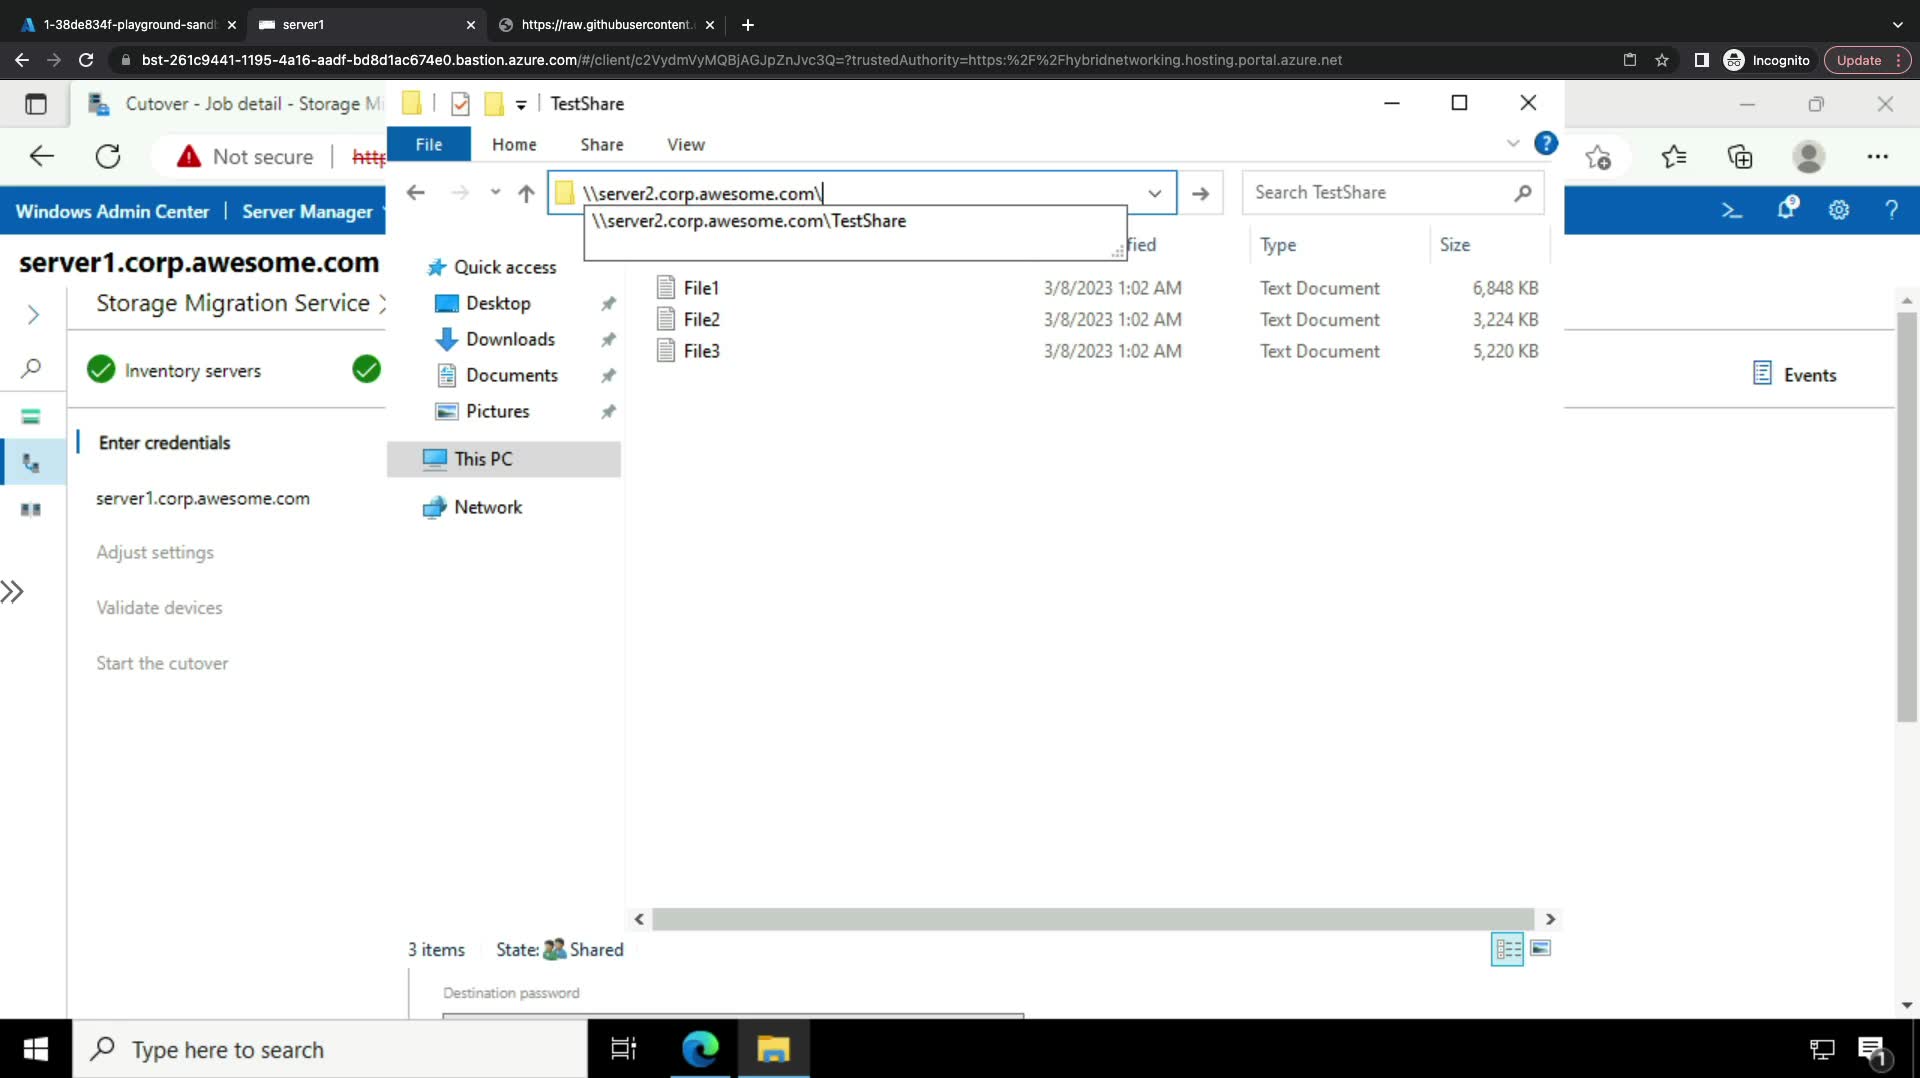 1-38de834f-playground-sandb
server1
https://raw.githubusercontent.
bst-261c9441-1195-4a16-aadf-bd8d1ac674e0.bastion.azure.com/#/client/c2VydmVyMQBjAGJpZnJvc3Q=?trustedAuthority=https:%2F%2Fhybridnetworking.hosting.portal.azure.net
Incognito
Update
Cutover - Job detail - Storage Mi
TestShare
File
Home
Share
View
Not secure
http
\\server2.corp.awesome.com\
Search TestShare
\\server2.corp.awesome.com\TestShare
Windows Admin Center
Server Manager
9
server1.corp.awesome.com
Storage Migration Service
fied
Type
Size
Quick access
Desktop
Downloads
Documents
Pictures
This PC
Network
File1 3/8/2023 1:02 AM Text Document 6,848 KB
File2 3/8/2023 1:02 AM Text Document 3,224 KB
File3 3/8/2023 1:02 AM Text Document 5,220 KB
Inventory servers
Events
Enter credentials
server1.corp.awesome.com
Adjust settings
Validate devices
Start the cutover
3 items
State: Shared
Destination password
Type here to search
1